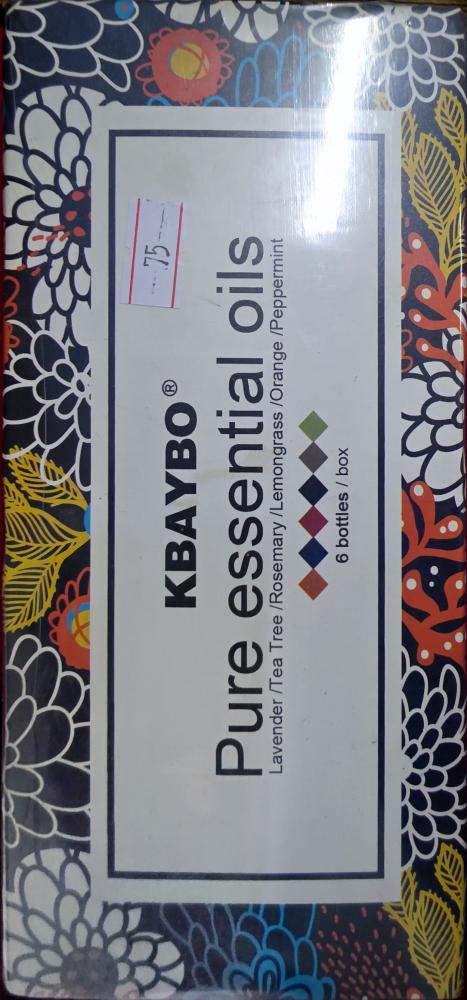 75
KBAYBO®
Pure essential oils
Lavender /Tea Tree /Rosemary /Lemongrass /Orange /Peppermint
6 bottles / box